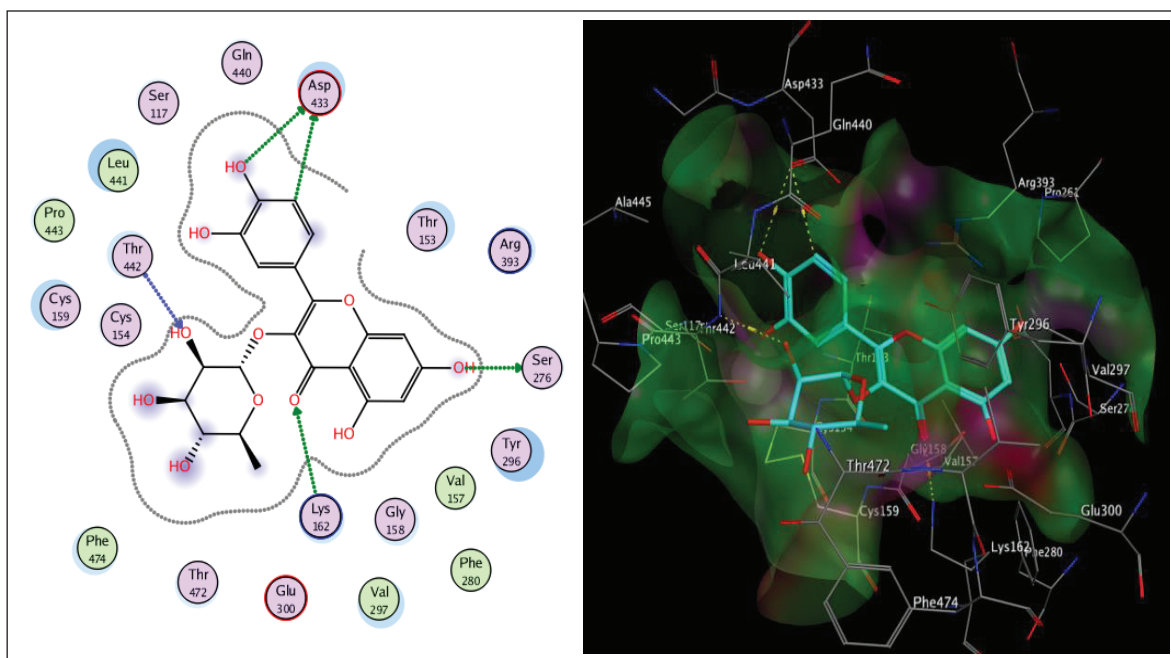 Gln
440
Asp
433
Ser
117
HO
Leu
441
Pro
443
HO
Thr
153
Arg
393
Thr
442
Cys
159
Cys
154
HO
O
O
O
OH
Ser
276
HO
O
O
HO
HO
Tyr
296
Val
157
Lys
162
Gly
158
Phe
474
Phe
280
Thr
472
Glu
300
Val
297
Asp433
Gln440
Arg393
Pro261
Ala445
Leu441
Ser117
Thr442
Pro443
Tyr296
Val297
Thr472
Gly158
Cys159
Glu300
Lys162
Phe280
Phe474